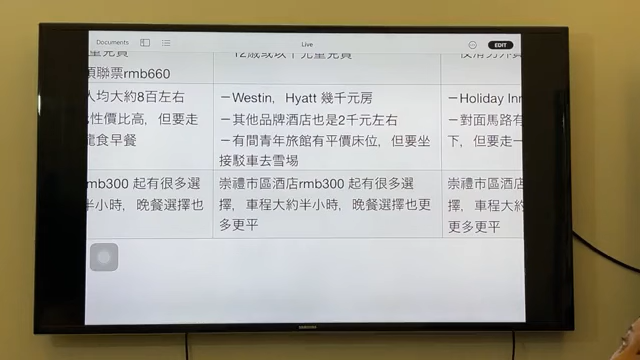 Documents
Live
EDIT
12歲或以下兒童免費
頂聯票rmb660
人均大約8百左右
性價比高，但要走
龍食早餐
－Westin，Hyatt 幾千元房
－其他品牌酒店也是2千元左右
－有間青年旅館有平價床位，但要坐
接駁車去雪場
－Holiday Inn
－對面馬路有
下，但要走一
mb300 起有很多選
半小時，晚餐選擇也
崇禮市區酒店rmb300 起有很多選
擇，車程大約半小時，晚餐選擇也更
多更平
崇禮市區酒店
擇，車程大約
更多更平
SAMSUNG